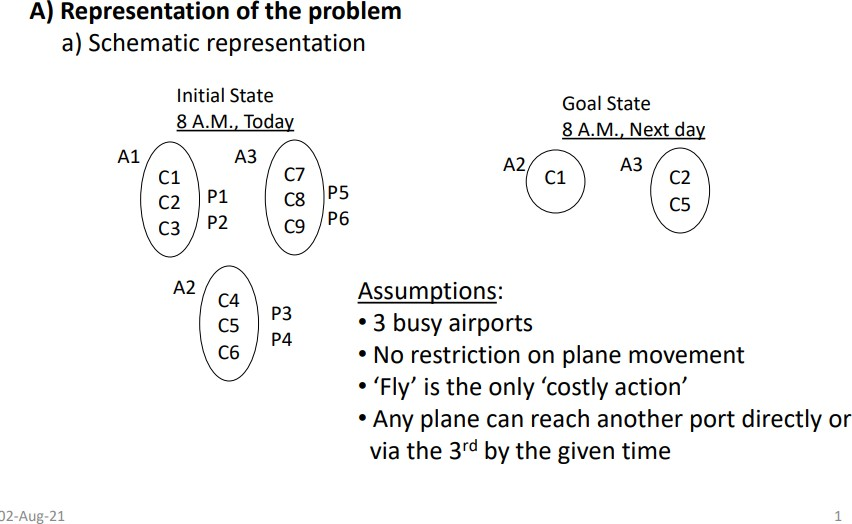 A) Representation of the problem
a) Schematic representation
Initial State
8 A.M., Today
A1
C1
C2
C3
P1
P2
A3
C7
C8
C9
P5
P6
A2
C4
C5
C6
P3
P4
Goal State
8 A.M., Next day
A2
C1
A3
C2
C5
Assumptions:
• 3 busy airports
• No restriction on plane movement
• ‘Fly’ is the only ‘costly action’
• Any plane can reach another port directly or
via the 3rd by the given time
02-Aug-21
1